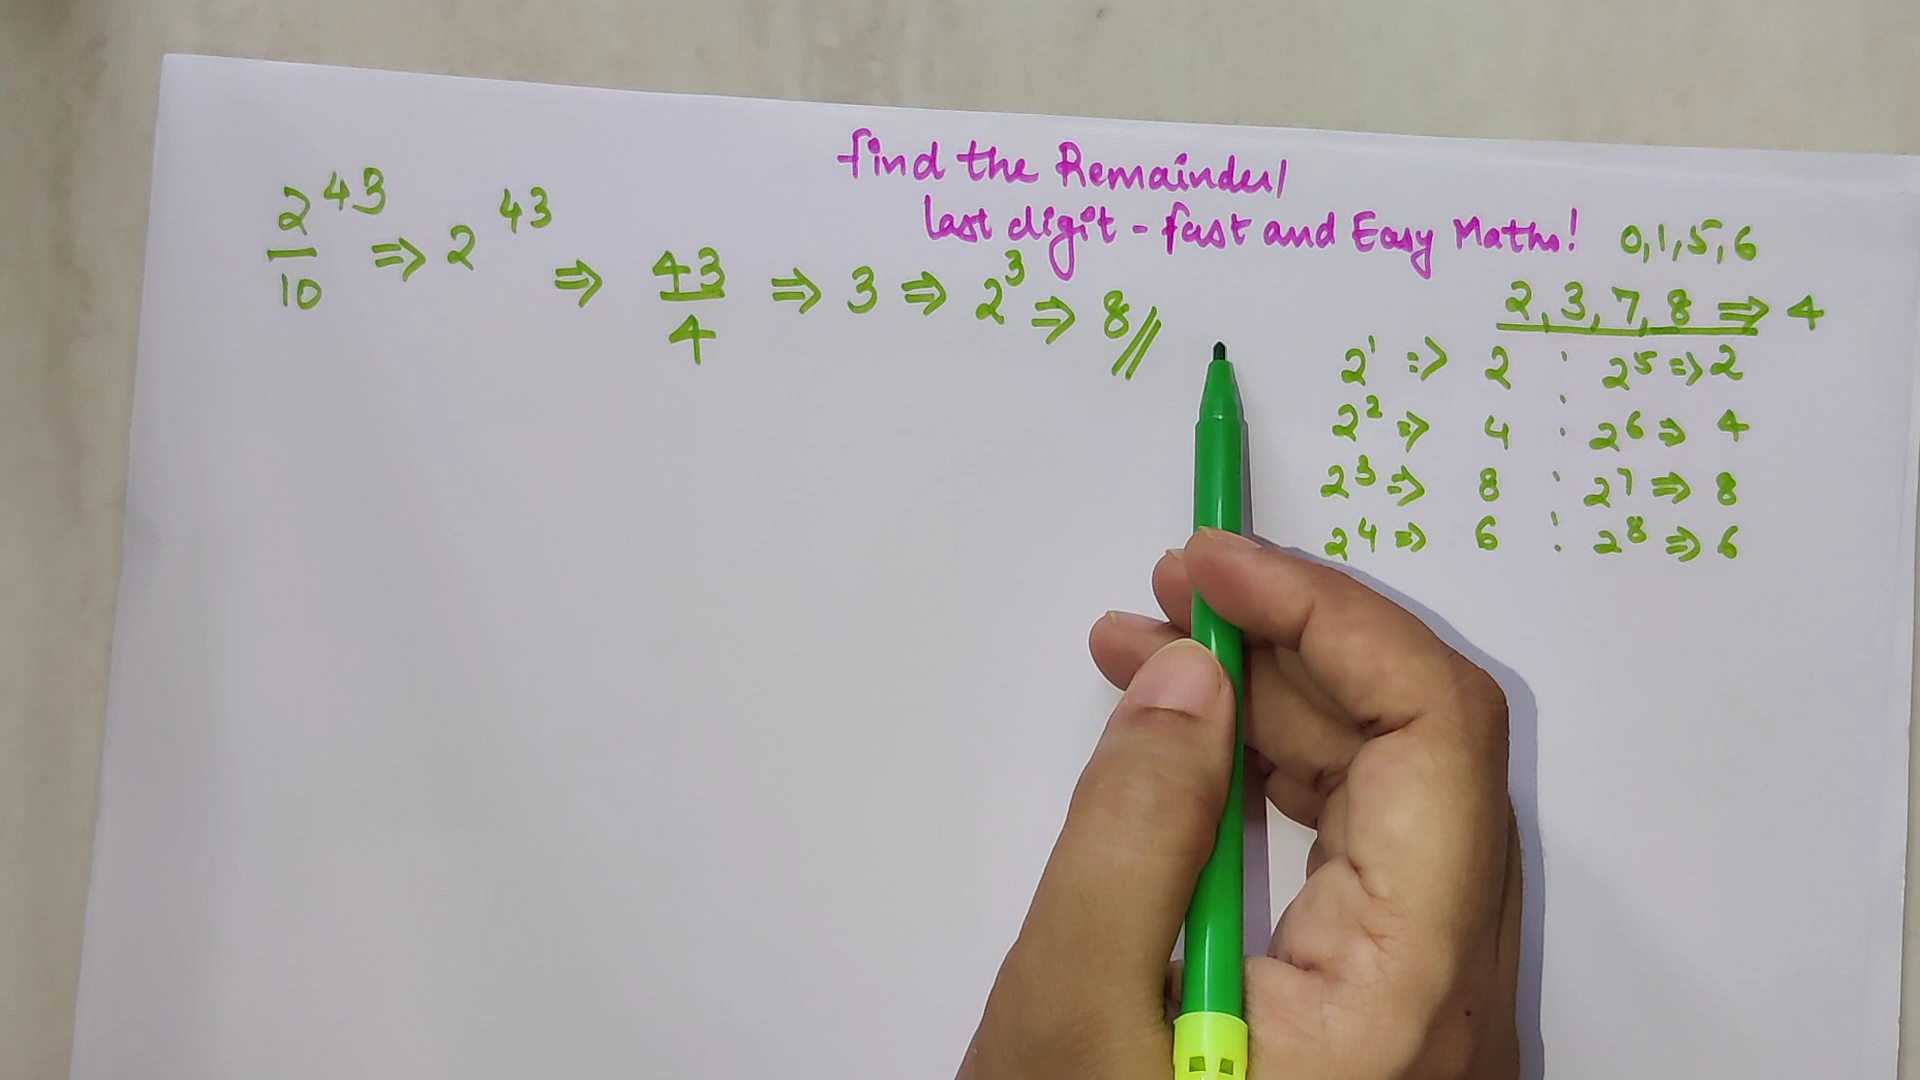 find the Remainder/
last digit - fast and Easy Maths!
0,1,5,6
2^43/10 ⇒ 2^43 ⇒ 43/4 ⇒ 3 ⇒ 2^3 ⇒ 8//
2,3,7,8 ⇒ 4
2^1 ⇒ 2 : 2^5 ⇒ 2
2^2 ⇒ 4 : 2^6 ⇒ 4
2^3 ⇒ 8 : 2^7 ⇒ 8
2^4 ⇒ 6 : 2^8 ⇒ 6